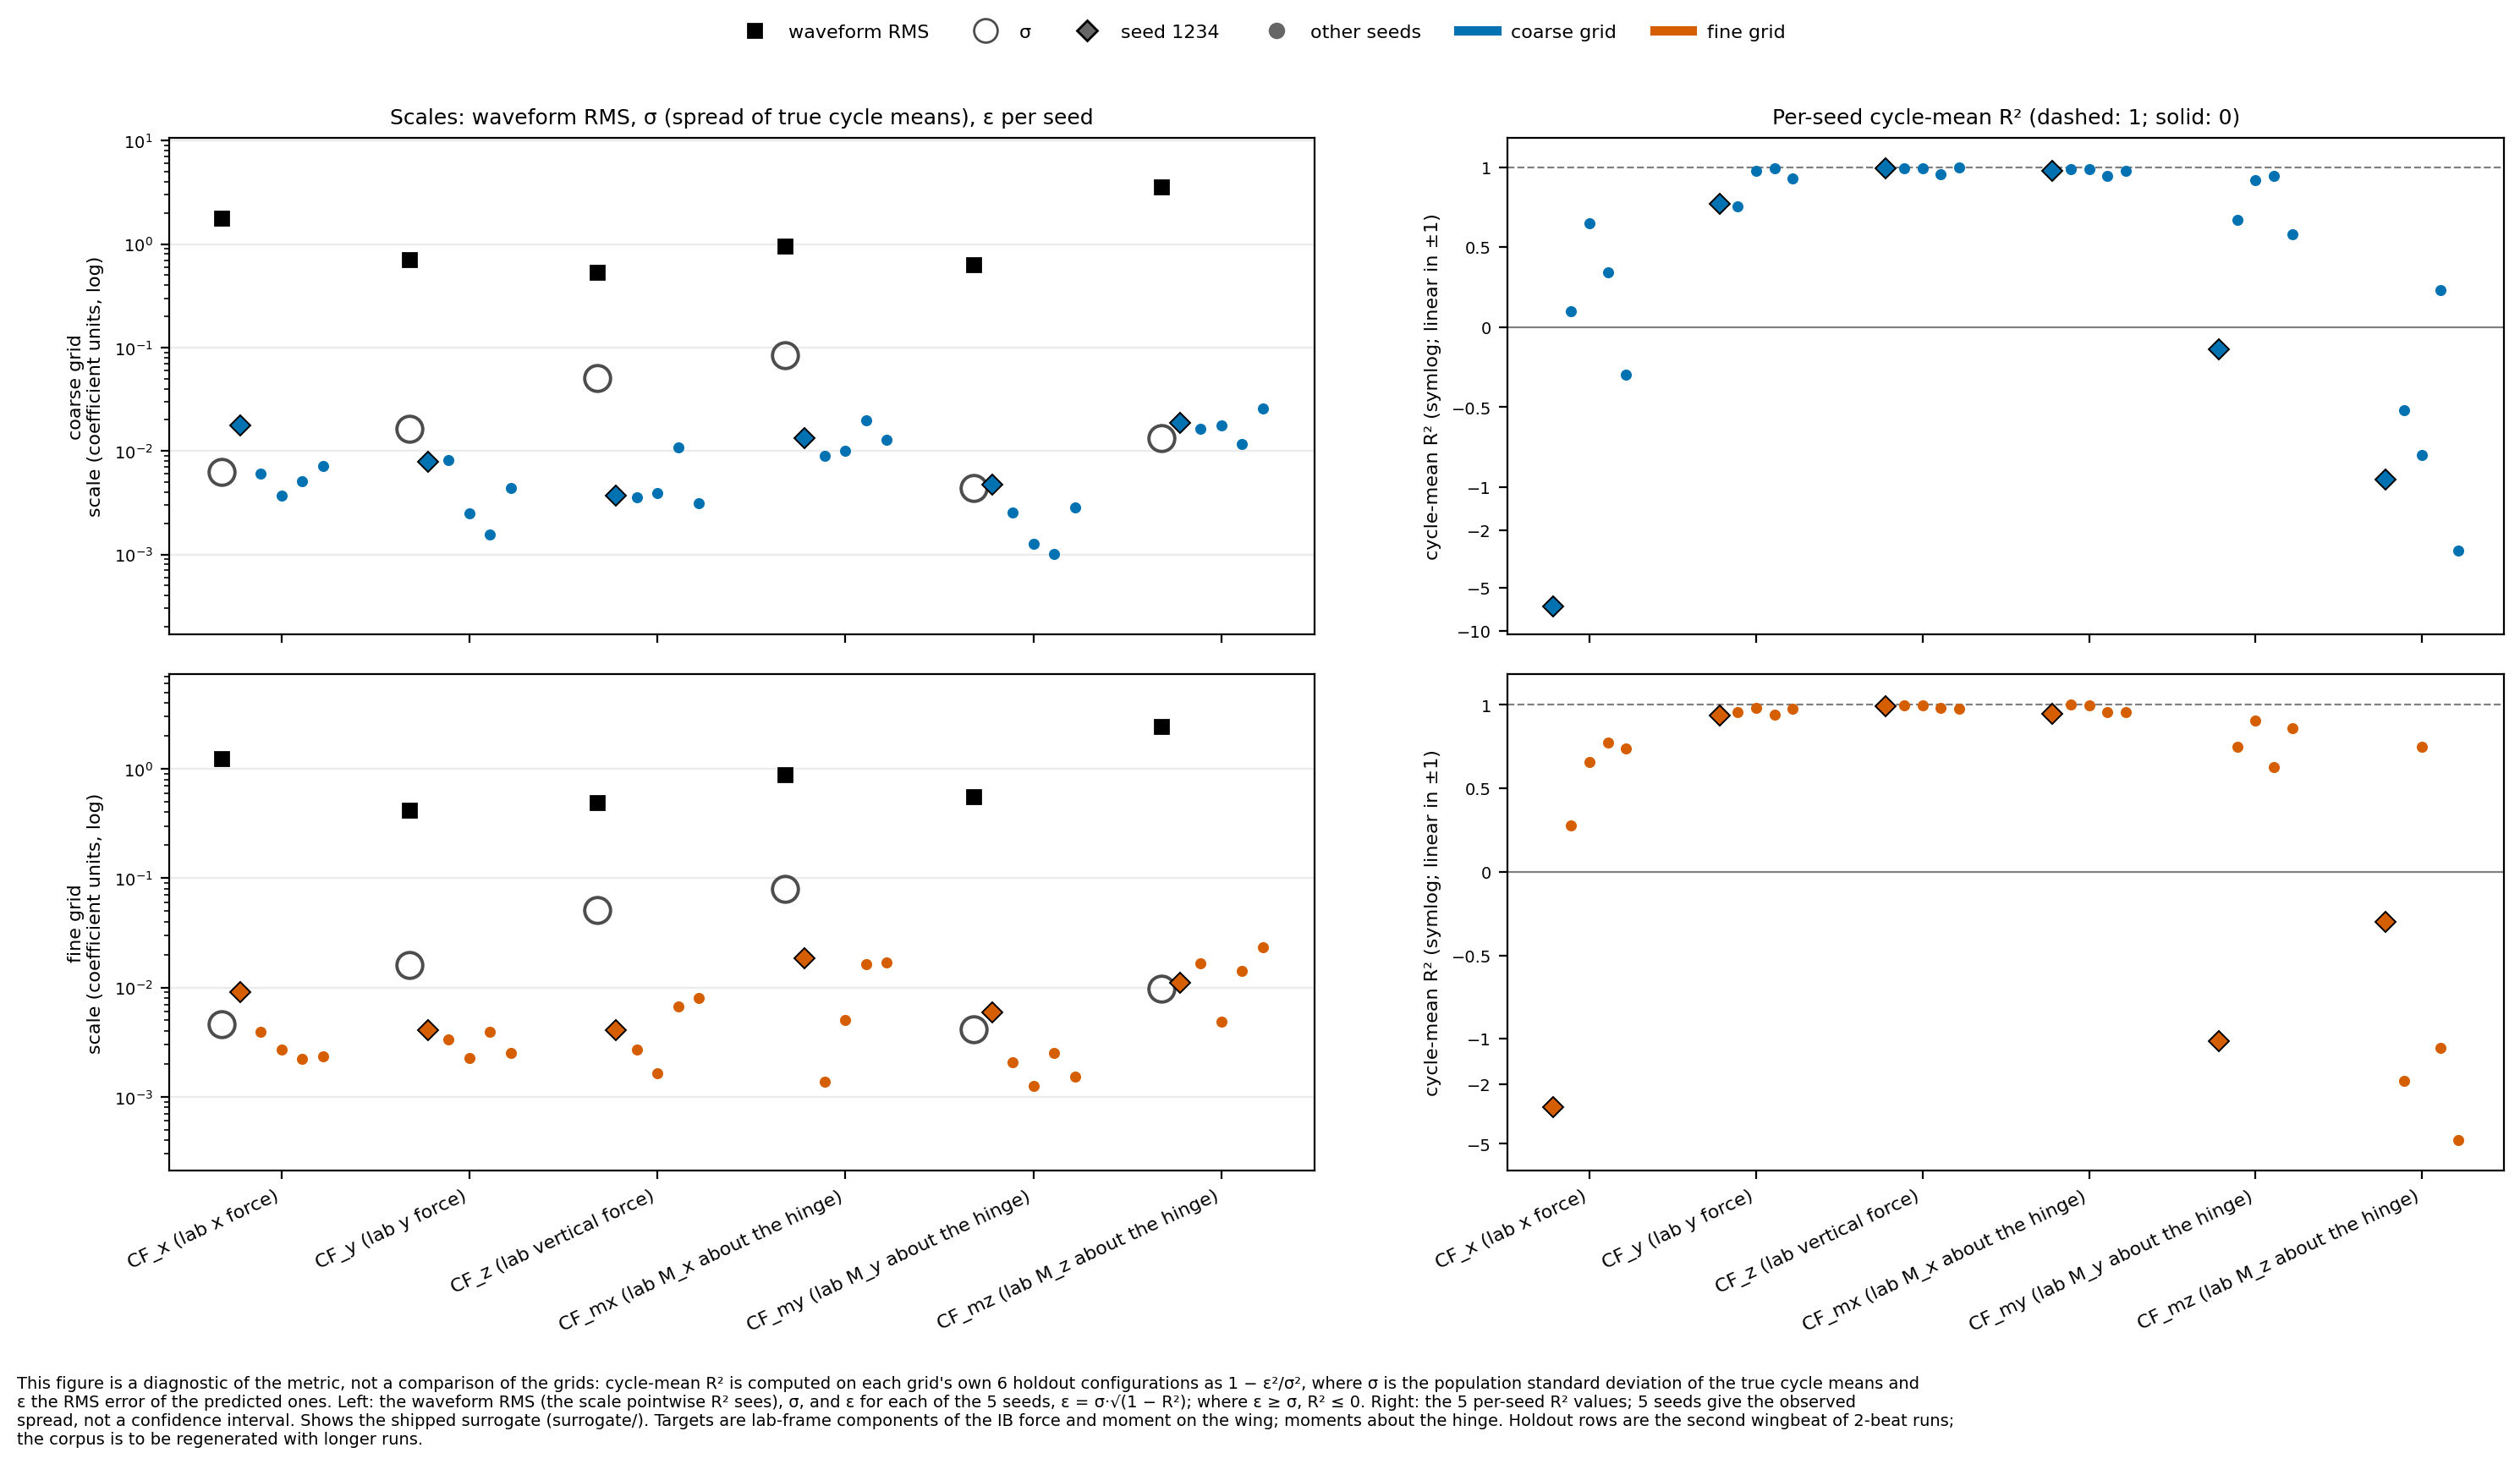 waveform RMS
σ
seed 1234
other seeds
coarse grid
fine grid
Scales: waveform RMS, σ (spread of true cycle means), ε per seed
coarse grid
scale (coefficient units, log)
10¹
10⁰
10⁻¹
10⁻²
10⁻³
Per-seed cycle-mean R² (dashed: 1; solid: 0)
cycle-mean R² (symlog; linear in ±1)
1
0.5
0
−0.5
−1
−2
−5
−10
fine grid
scale (coefficient units, log)
10⁰
10⁻¹
10⁻²
10⁻³
CF_x (lab x force)
CF_y (lab y force)
CF_z (lab vertical force)
CF_mx (lab M_x about the hinge)
CF_my (lab M_y about the hinge)
CF_mz (lab M_z about the hinge)
cycle-mean R² (symlog; linear in ±1)
1
0.5
0
−0.5
−1
−2
−5
CF_x (lab x force)
CF_y (lab y force)
CF_z (lab vertical force)
CF_mx (lab M_x about the hinge)
CF_my (lab M_y about the hinge)
CF_mz (lab M_z about the hinge)
This figure is a diagnostic of the metric, not a comparison of the grids: cycle-mean R² is computed on each grid's own 6 holdout configurations as 1 − ε²/σ², where σ is the population standard deviation of the true cycle means and
ε the RMS error of the predicted ones. Left: the waveform RMS (the scale pointwise R² sees), σ, and ε for each of the 5 seeds, ε = σ·√(1 − R²); where ε ≥ σ, R² ≤ 0. Right: the 5 per-seed R² values; 5 seeds give the observed
spread, not a confidence interval. Shows the shipped surrogate (surrogate/). Targets are lab-frame components of the IB force and moment on the wing; moments about the hinge. Holdout rows are the second wingbeat of 2-beat runs;
the corpus is to be regenerated with longer runs.